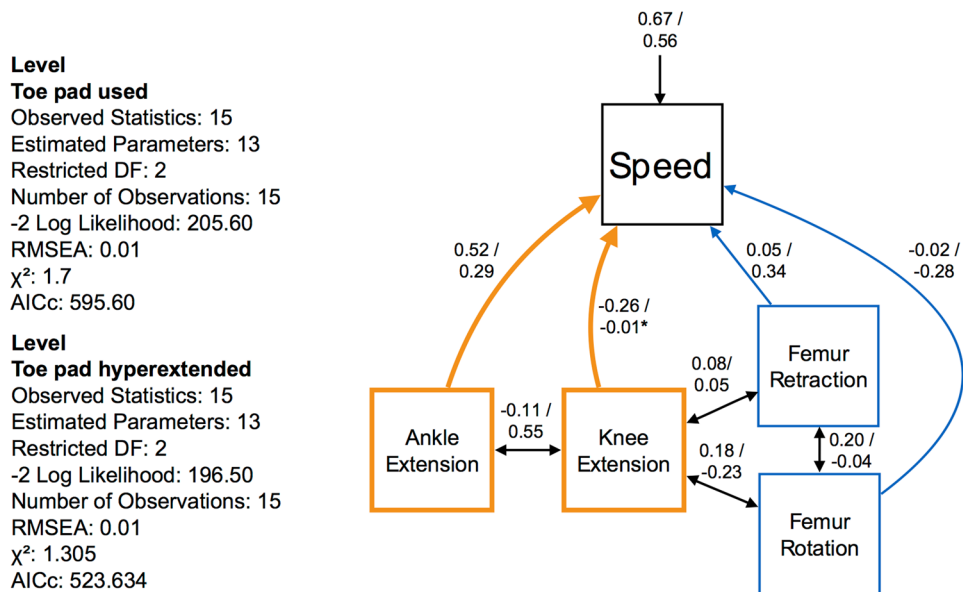 Level
Toe pad used
Observed Statistics: 15
Estimated Parameters: 13
Restricted DF: 2
Number of Observations: 15
-2 Log Likelihood: 205.60
RMSEA: 0.01
χ²: 1.7
AICc: 595.60
Level
Toe pad hyperextended
Observed Statistics: 15
Estimated Parameters: 13
Restricted DF: 2
-2 Log Likelihood: 196.50
Number of Observations: 15
RMSEA: 0.01
χ²: 1.305
AICc: 523.634
0.67 /
0.56
Speed
0.52 /
0.29
-0.26 /
-0.01*
0.05 /
0.34
-0.02 /
-0.28
Femur
Retraction
0.08/
0.05
-0.11 /
0.55
Ankle
Extension
Knee
Extension
0.18/
-0.23
0.20 /
-0.04
Femur
Rotation